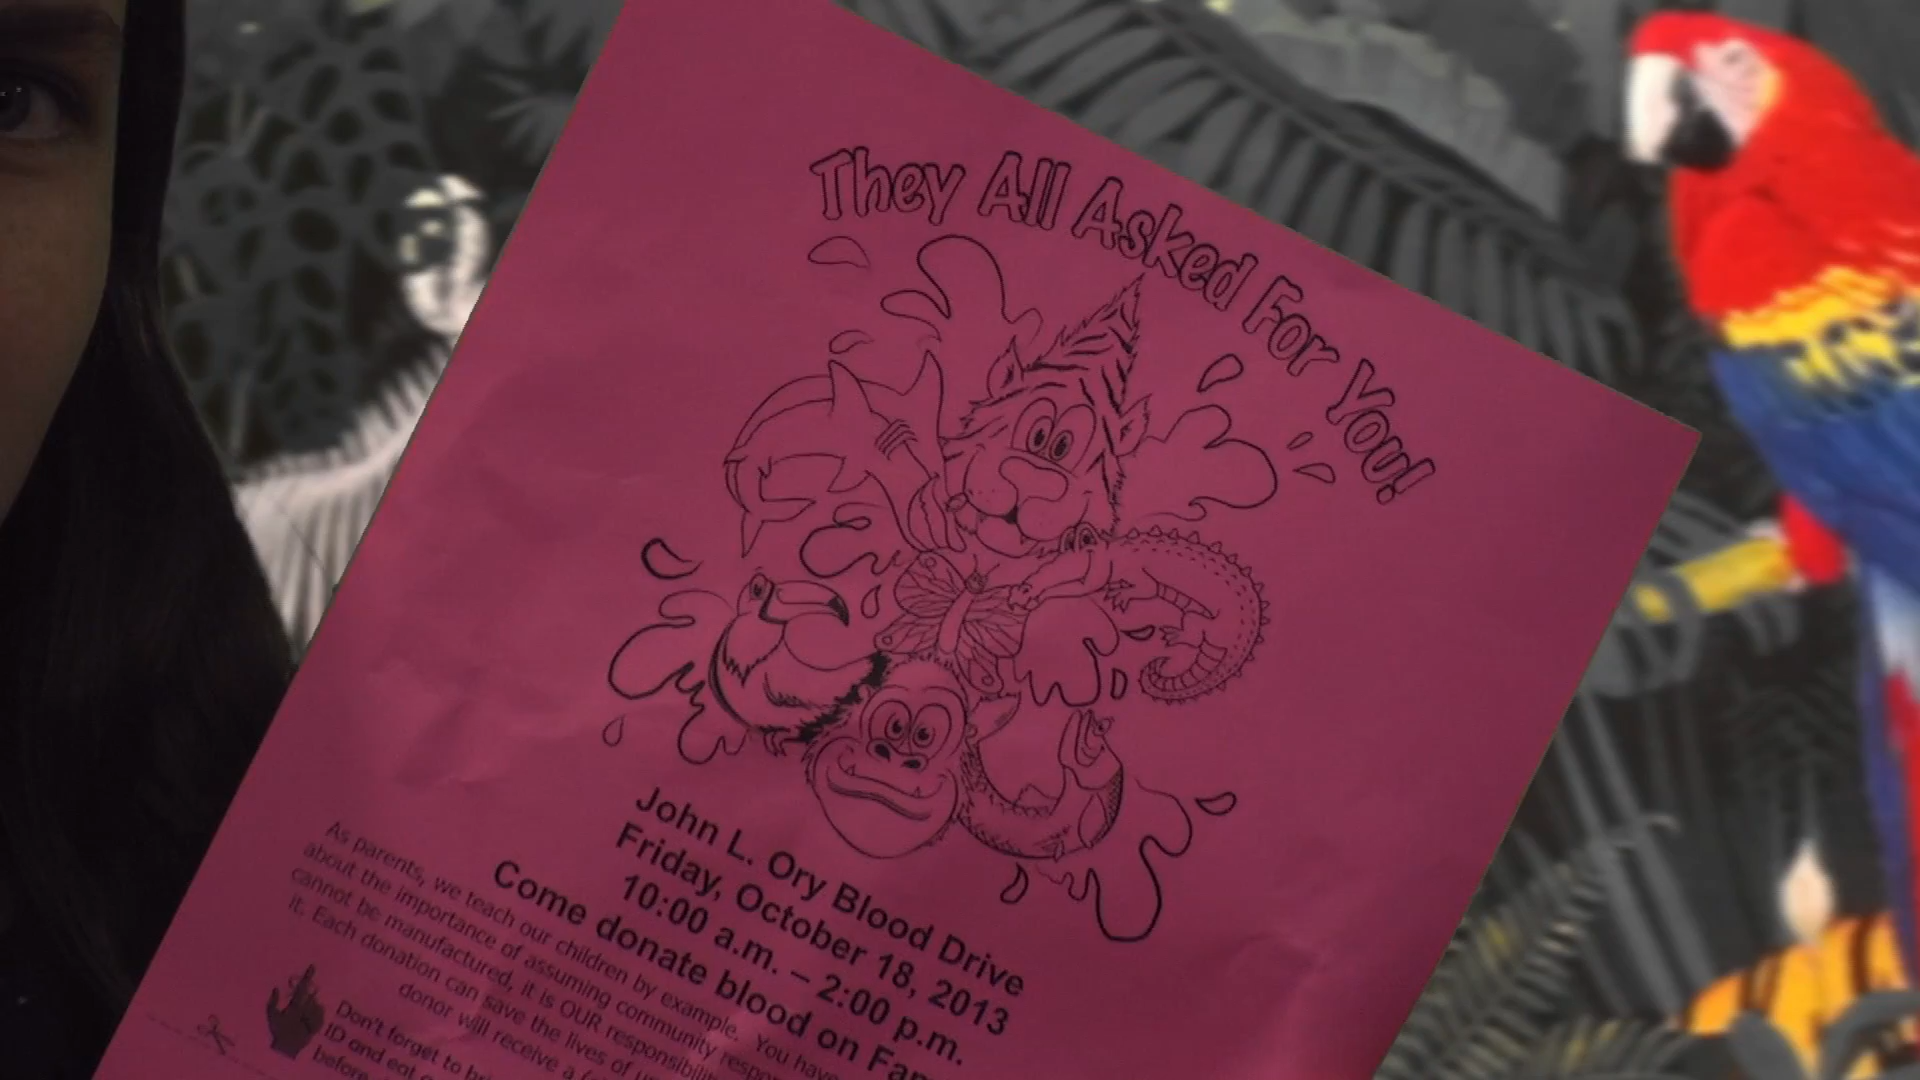 They All Asked For You!
John L. Ory Blood Drive
Friday, October 18, 2013
10:00 a.m. – 2:00 p.m.
Come donate blood on
As parents, we teach our children by example. You have
about the importance of assuming community
cannot be manufactured, it is OUR
it. Each donation can save the lives of
donor will receive a
Don't forget to
ID and eat
before